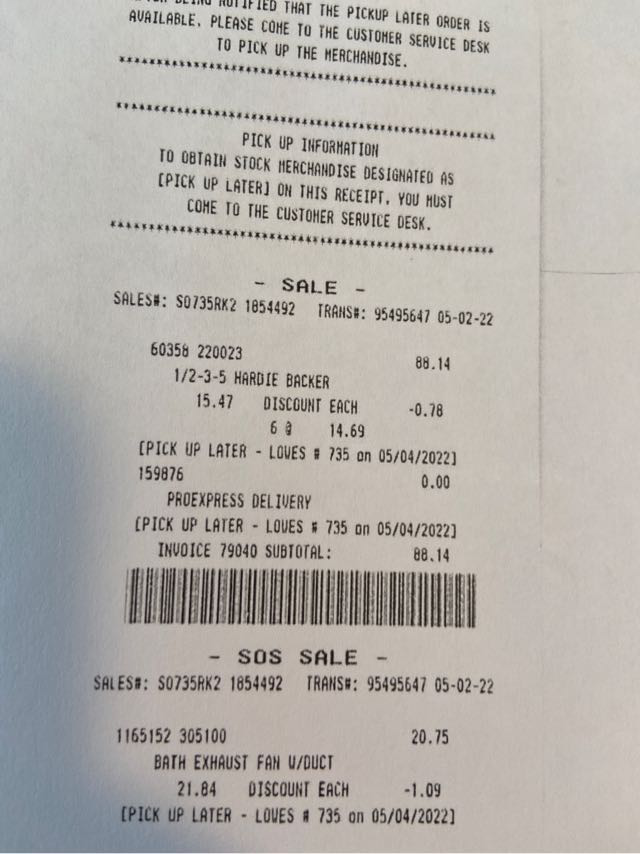 NOTIFIED THAT THE PICKUP LATER ORDER IS
AVAILABLE, PLEASE COME TO THE CUSTOMER SERVICE DESK
TO PICK UP THE MERCHANDISE.
************************************************
************************************************
PICK UP INFORMATION
TO OBTAIN STOCK MERCHANDISE DESIGNATED AS
[PICK UP LATER] ON THIS RECEIPT, YOU MUST
COME TO THE CUSTOMER SERVICE DESK.
************************************************
- SALE -
SALES#: S0735RK2 1854492 TRANS#: 95495647 05-02-22
60358 220023 88.14
1/2-3-5 HARDIE BACKER
15.47 DISCOUNT EACH -0.78
6 @ 14.69
[PICK UP LATER - LOWES # 735 on 05/04/2022]
159876 0.00
PROEXPRESS DELIVERY
[PICK UP LATER - LOWES # 735 on 05/04/2022]
INVOICE 79040 SUBTOTAL: 88.14
- SOS SALE -
SALES#: S0735RK2 1854492 TRANS#: 95495647 05-02-22
1165152 305100 20.75
BATH EXHAUST FAN W/DUCT
21.84 DISCOUNT EACH -1.09
[PICK UP LATER - LOWES # 735 on 05/04/2022]